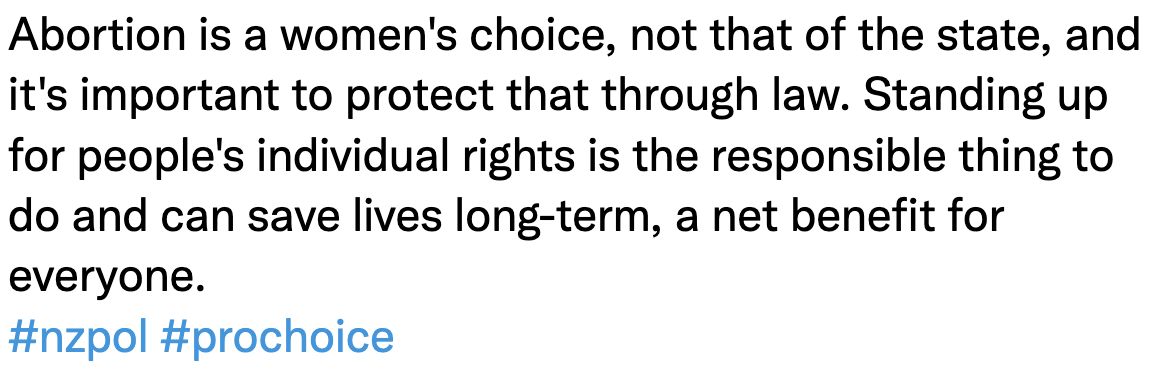 Abortion is a women's choice, not that of the state, and
it's important to protect that through law. Standing up
for people's individual rights is the responsible thing to
do and can save lives long-term, a net benefit for
everyone.
#nzpol #prochoice